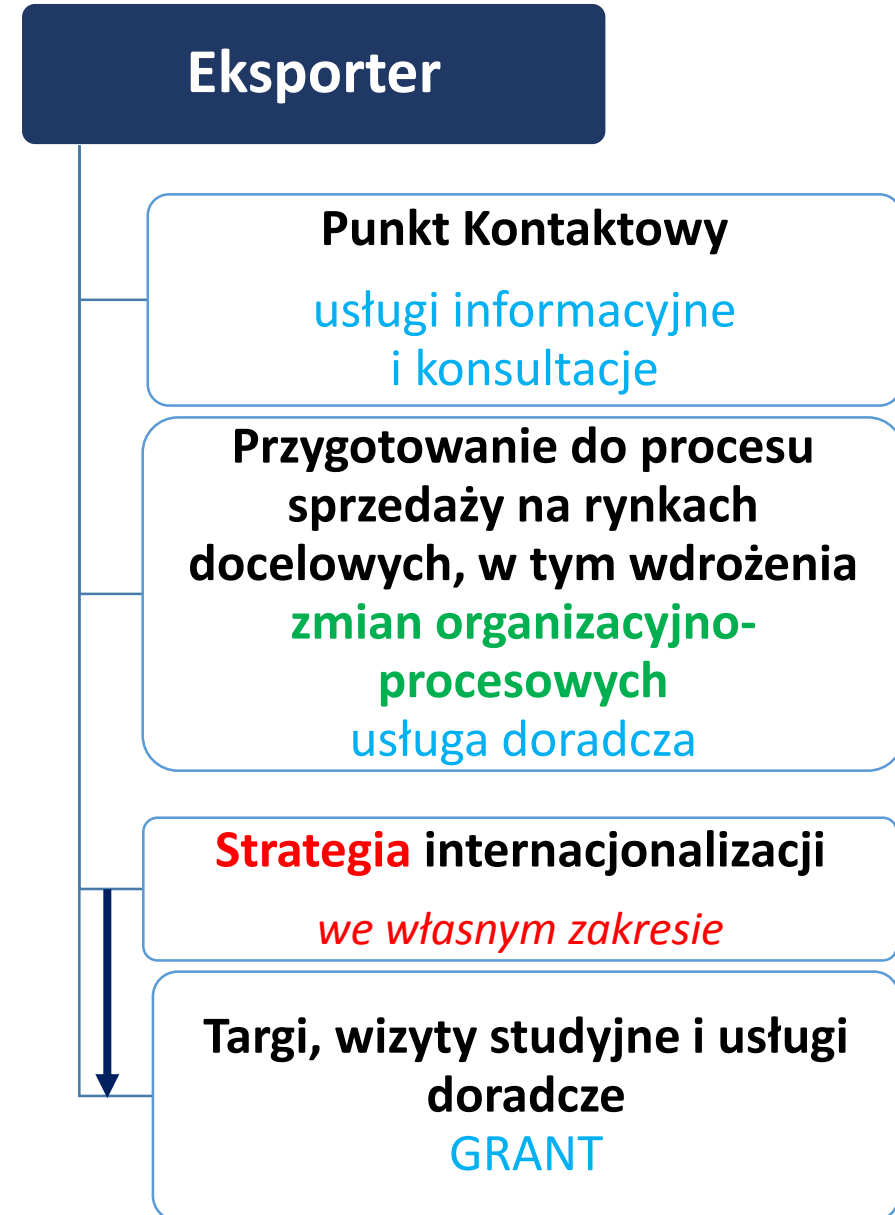 Eksporter
Punkt Kontaktowy
usługi informacyjne
i konsultacje
Przygotowanie do procesu
sprzedaży na rynkach
docelowych, w tym wdrożenia
zmian organizacyjno-
procesowych
usługa doradcza
Strategia internacjonalizacji
we własnym zakresie
Targi, wizyty studyjne i usługi
doradcze
GRANT